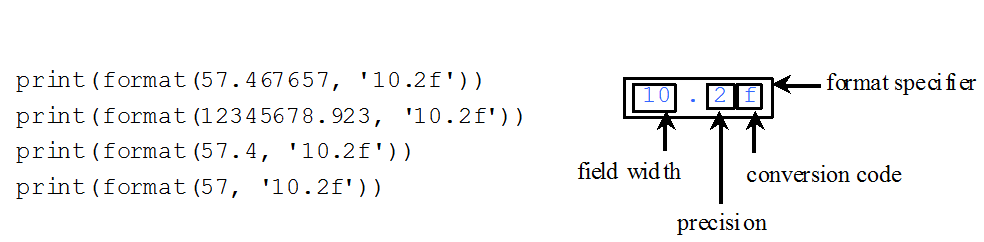 print(format(57.467657, '10.2f'))
print(format(12345678.923, '10.2f'))
print(format(57.4, '10.2f'))
print(format(57, '10.2f'))
10 . 2 f
format specifier
field width
conversion code
precision